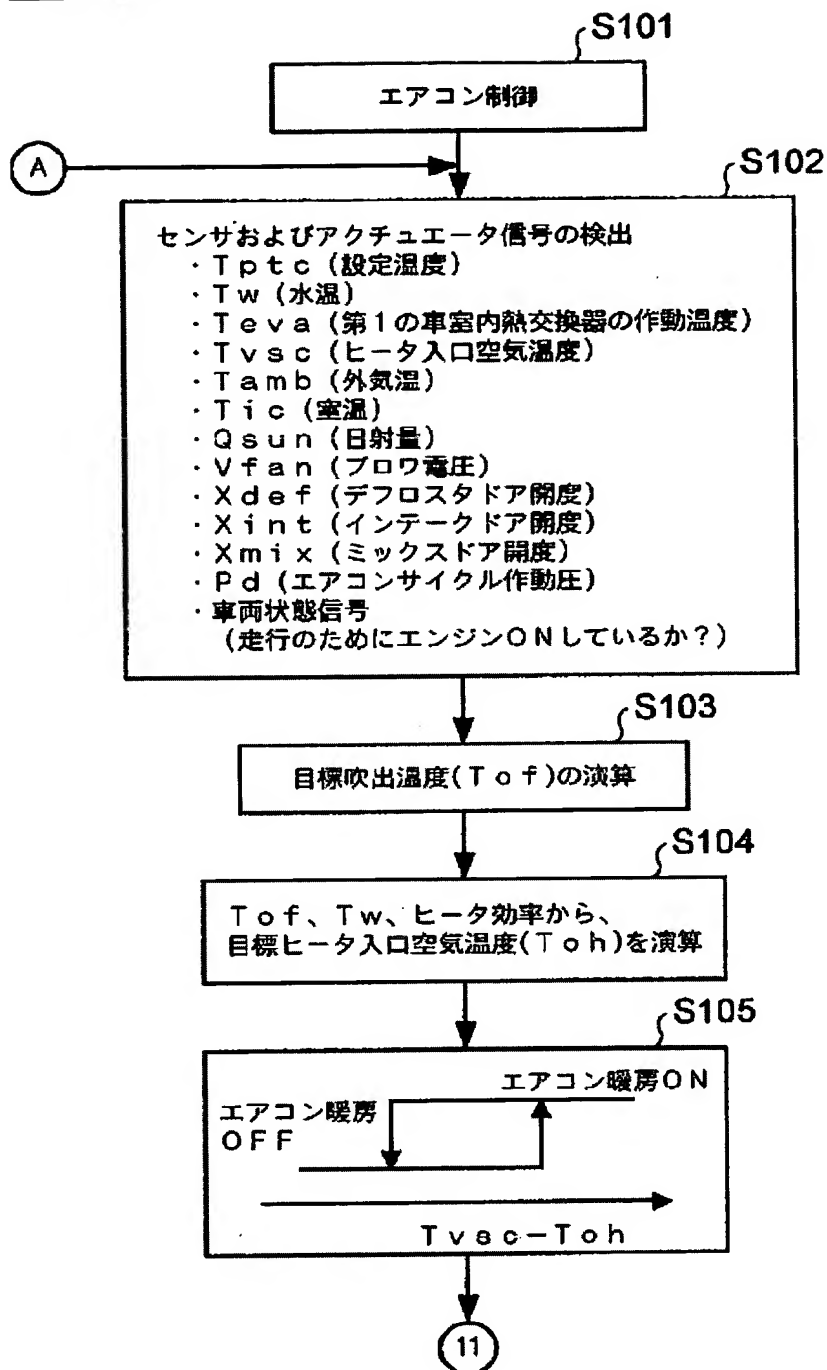 S101
エアコン制御
A
S102
センサおよびアクチュエータ信号の検出
・Tptc(設定温度)
・Tw(水温)
・Teva(第1の車室内熱交換器の作動温度)
・Tvsc(ヒータ入口空気温度)
・Tamb(外気温)
・Tic(室温)
・Qsun(日射量)
・Vfan(ブロワ電圧)
・Xdef(デフロスタドア開度)
・Xint(インテークドア開度)
・Xmix(ミックスドア開度)
・Pd(エアコンサイクル作動圧)
・車両状態信号
(走行のためにエンジンONしているか?)
S103
目標吹出温度(Tof)の演算
S104
Tof、Tw、ヒータ効率から、
目標ヒータ入口空気温度(Toh)を演算
S105
エアコン暖房ON
エアコン暖房
OFF
Tvsc-Toh
11